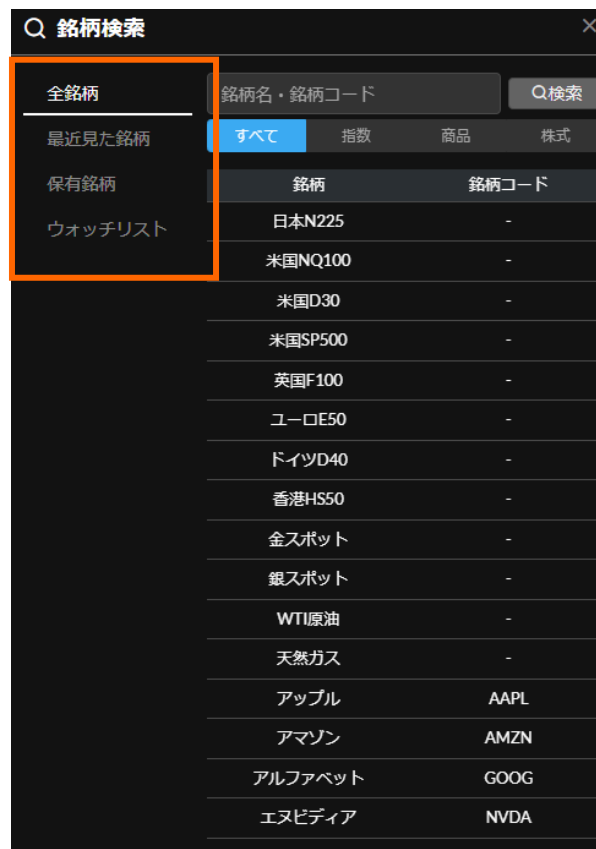 銘柄検索
全銘柄
最近見た銘柄
保有銘柄
ウォッチリスト
銘柄名・銘柄コード 検索
すべて 指数 商品 株式
銘柄 銘柄コード
日本N225 -
米国NQ100 -
米国D30 -
米国SP500 -
英国F100 -
ユーロE50 -
ドイツD40 -
香港HS50 -
金スポット -
銀スポット -
WTI原油 -
天然ガス -
アップル AAPL
アマゾン AMZN
アルファベット GOOG
エヌビディア NVDA